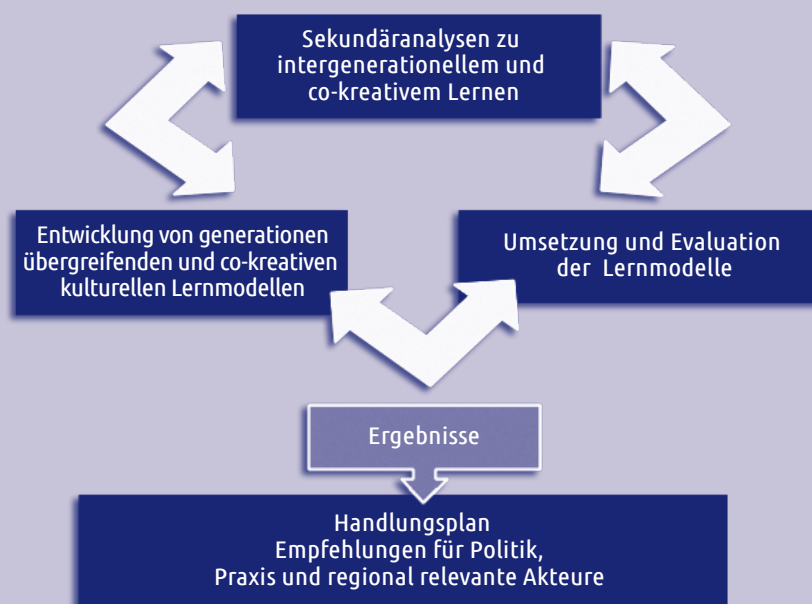 Sekundäranalysen zu
intergenerationellem und
co-kreativem Lernen
Entwicklung von generationen
übergreifenden und co-kreativen
kulturellen Lernmodellen
Umsetzung und Evaluation
der Lernmodelle
Ergebnisse
Handlungsplan
Empfehlungen für Politik,
Praxis und regional relevante Akteure